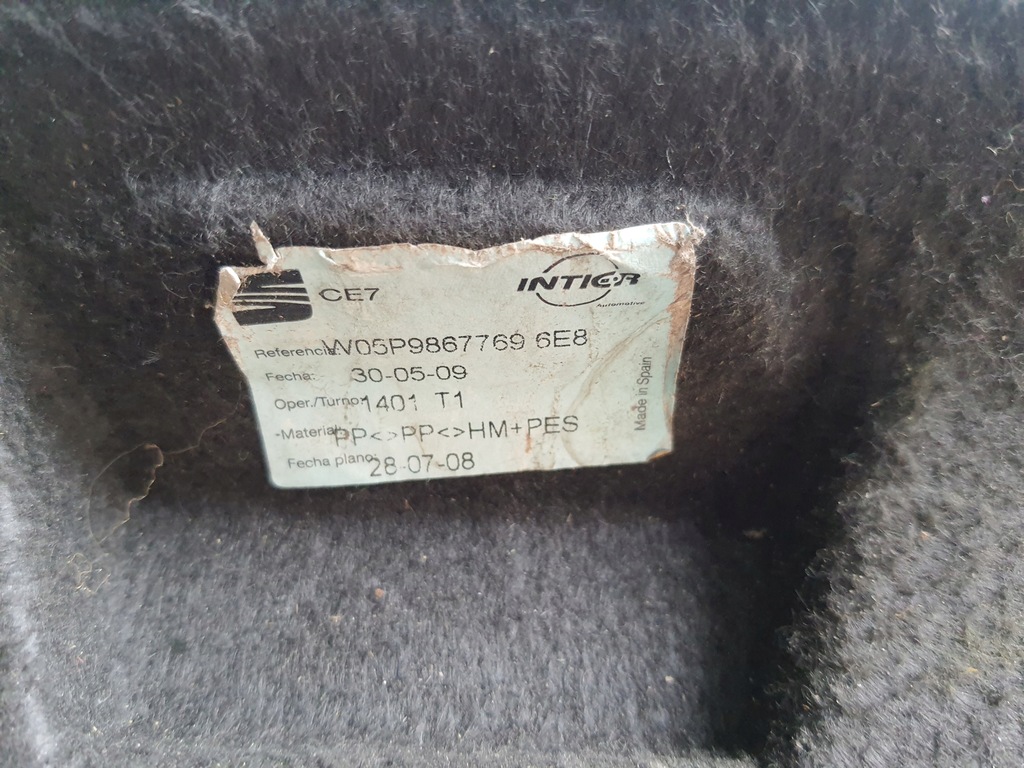 CE7
INTIER
Automotive
Referencia: W05P9867769 6E8
Fecha: 30-05-09
Oper./Turno: 1401 T1
-Material: PP<>PP<>HM+PES
Fecha plano: 28-07-08
Made in Spain